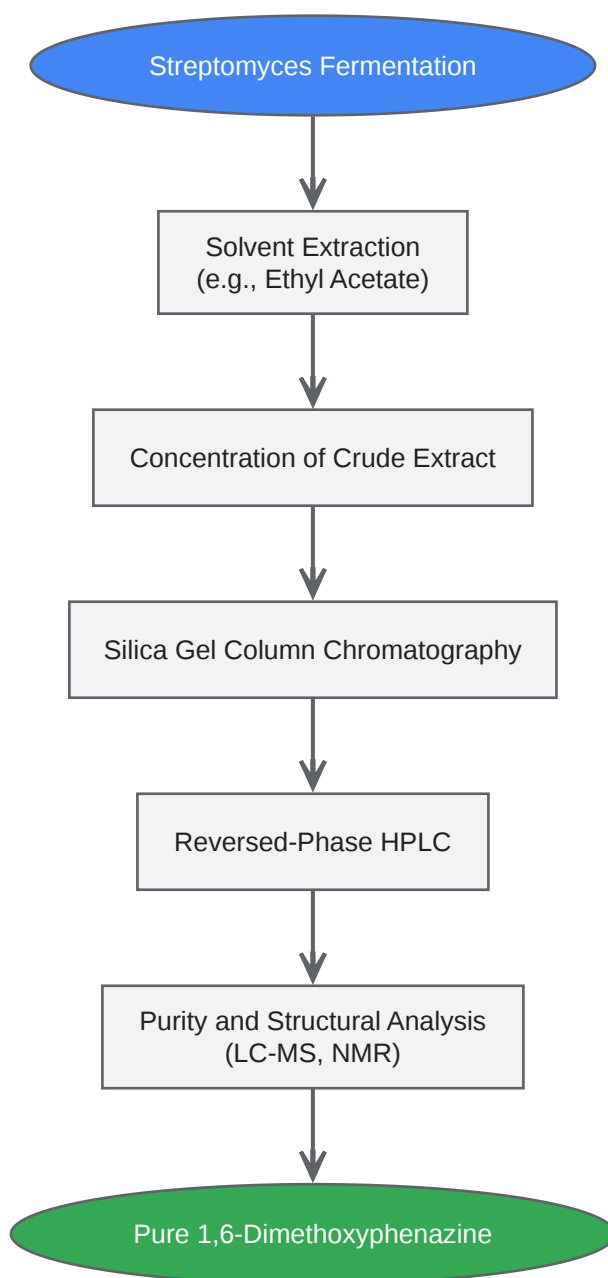 Streptomyces Fermentation
Solvent Extraction
(e.g., Ethyl Acetate)
Concentration of Crude Extract
Silica Gel Column Chromatography
Reversed-Phase HPLC
Purity and Structural Analysis
(LC-MS, NMR)
Pure 1,6-Dimethoxyphenazine